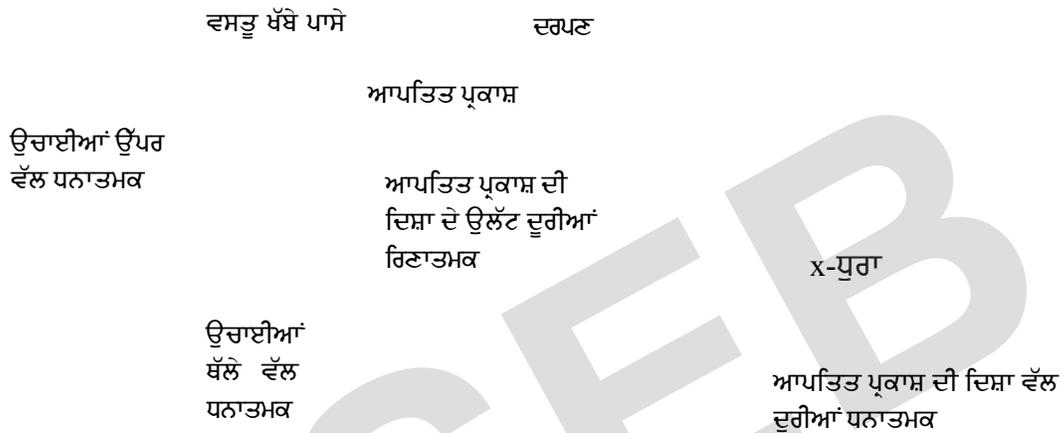 ਵਸਤੂ ਖੱਬੇ ਪਾਸੇ
ਦਰਪਣ
ਆਪਤਿਤ ਪ੍ਰਕਾਸ਼
ਉਚਾਈਆਂ ਉੱਪਰ
ਵੱਲ ਧਨਾਤਮਕ
ਆਪਤਿਤ ਪ੍ਰਕਾਸ਼ ਦੀ
ਦਿਸ਼ਾ ਦੇ ਉਲੱਟ ਦੂਰੀਆਂ
ਰਿਣਾਤਮਕ
x-ਧੁਰਾ
ਉਚਾਈਆਂ
ਥੱਲੇ ਵੱਲ
ਧਨਾਤਮਕ
ਆਪਤਿਤ ਪ੍ਰਕਾਸ਼ ਦੀ ਦਿਸ਼ਾ ਵੱਲ
ਦੂਰੀਆਂ ਧਨਾਤਮਕ